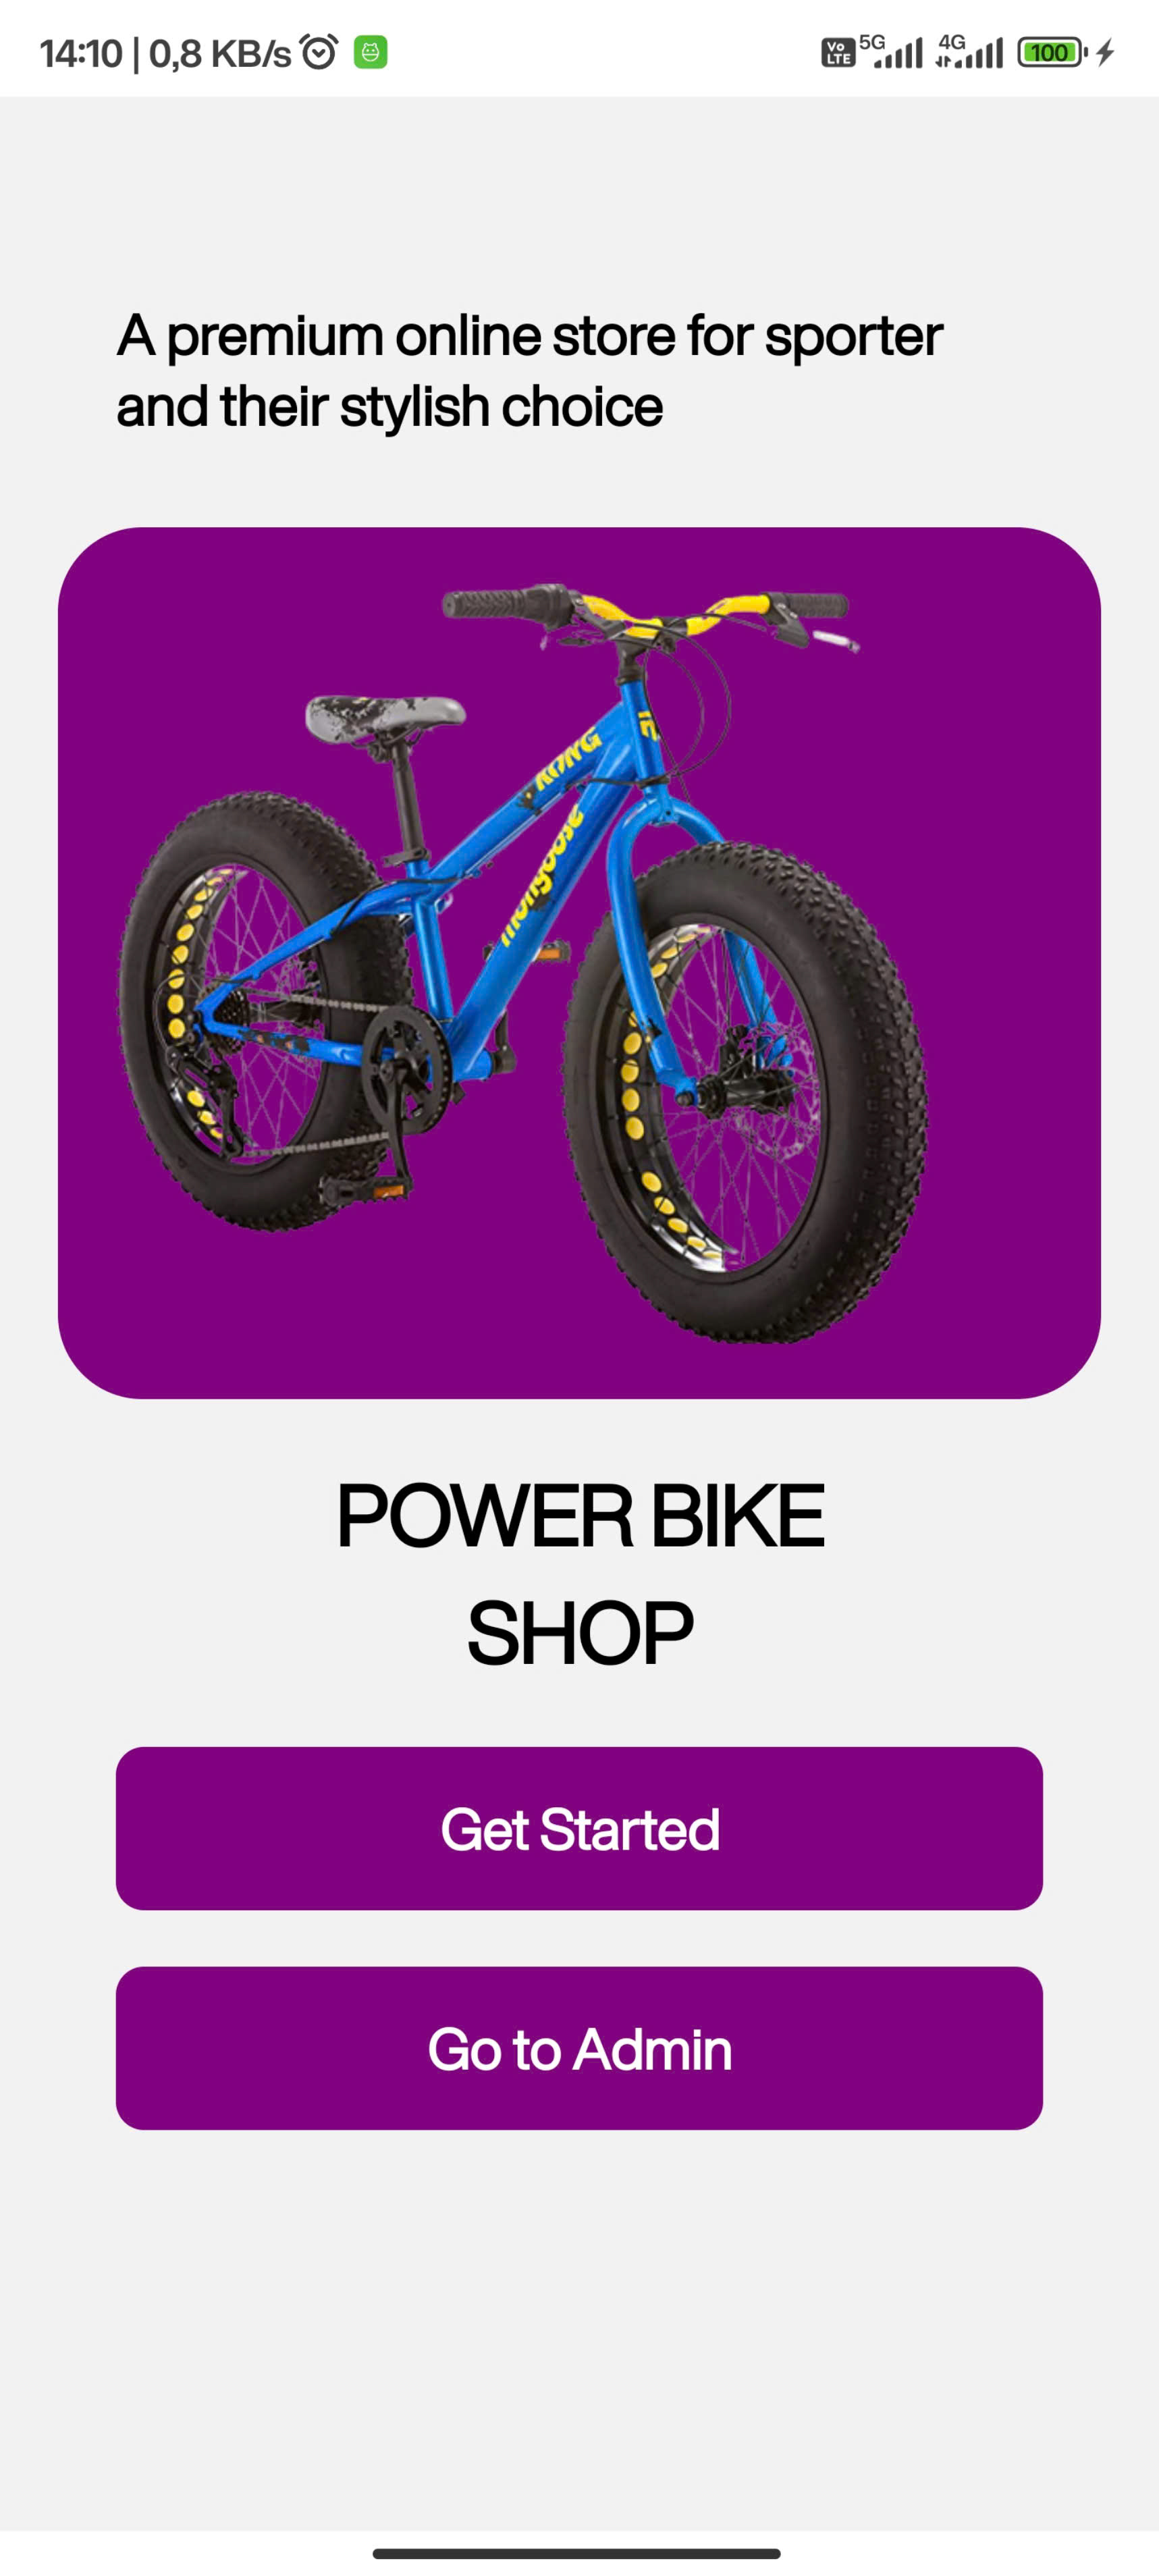 14:10 | 0,8 KB/s
Vo LTE 5G 4G 100
A premium online store for sporter
and their stylish choice
KONG
mongoose
POWER BIKE
SHOP
Get Started
Go to Admin